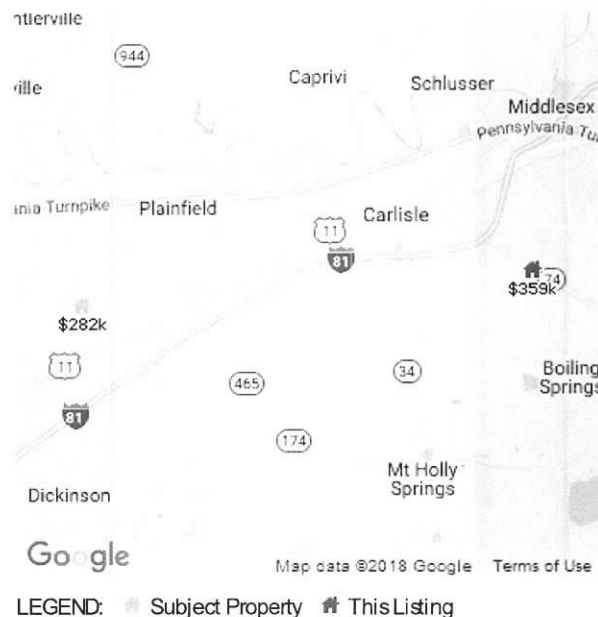 ntlerville
944
Caprivi
Schlusser
ville
Middlesex
Pennsylvania Tu
ania Turnpike
Plainfield
Carlisle
11
81
74
$359k
$282k
11
465
34
Boiling
Springs
81
174
Mt Holly
Springs
Dickinson
Google
Map data ©2018 Google
Terms of Use
LEGEND: Subject Property This Listing